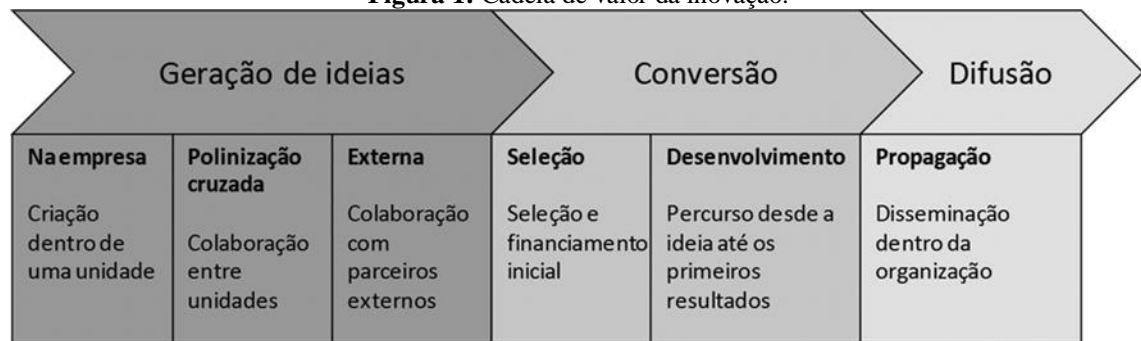 Figura 1: Cadeia de valor da inovação.
Geração de ideias
Conversão
Difusão
Na empresa
Criação
dentro de
uma unidade
Polinização
cruzada
Colaboração
entre
unidades
Externa
Colaboração
com
parceiros
externos
Seleção
Seleção e
financiamento
inicial
Desenvolvimento
Percurso desde a
ideia até os
primeiros
resultados
Propagação
Disseminação
dentro da
organização